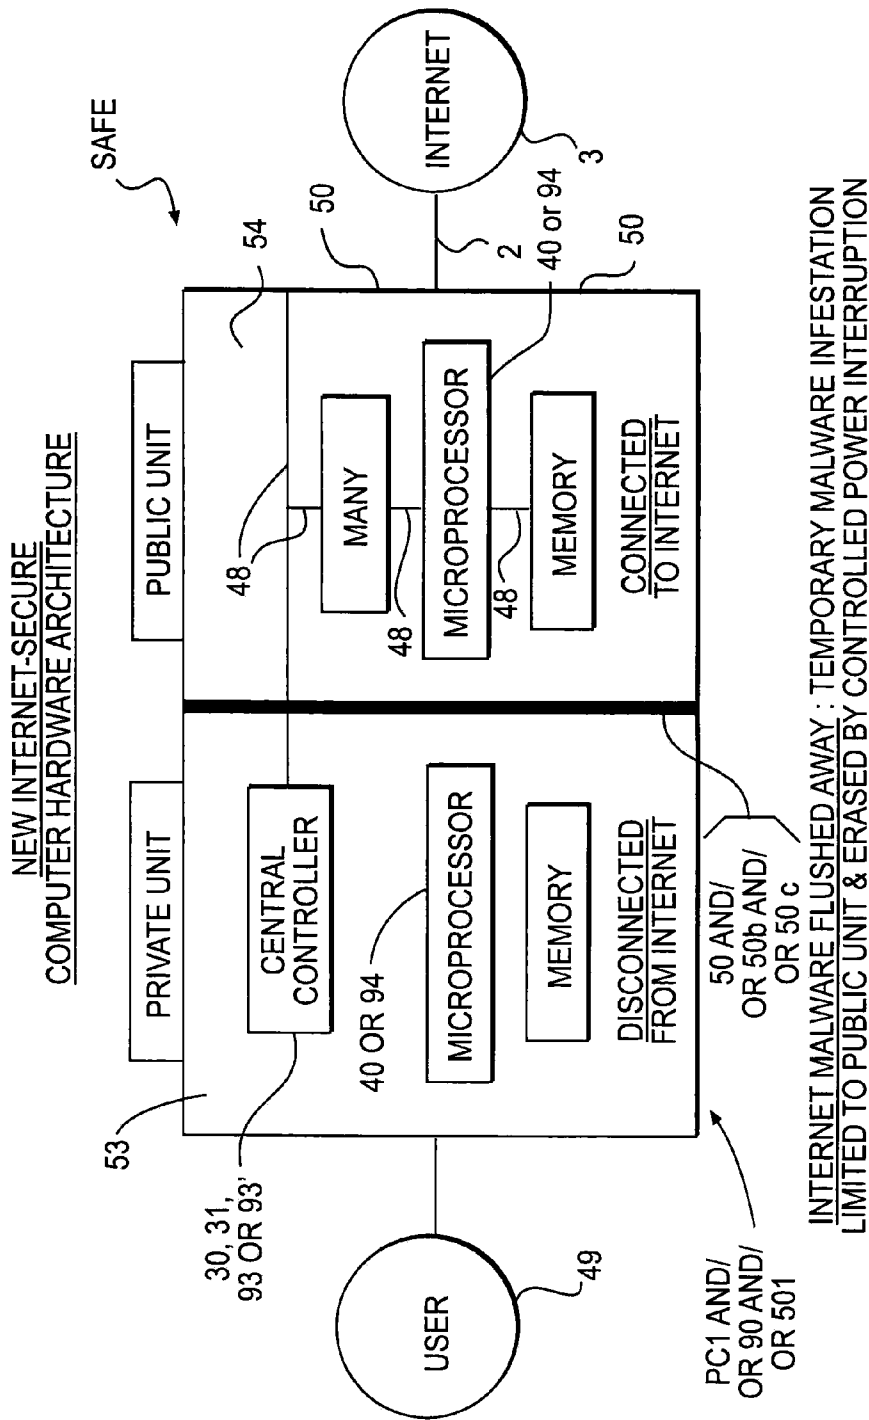 NEW INTERNET-SECURE
COMPUTER HARDWARE ARCHITECTURE
SAFE
PRIVATE UNIT
PUBLIC UNIT
53
54
50
48
30, 31,
93 OR 93'
CENTRAL
CONTROLLER
MANY
48
40 OR 94
MICROPROCESSOR
MICROPROCESSOR
40 or 94
48
MEMORY
MEMORY
DISCONNECTED
FROM INTERNET
CONNECTED
TO INTERNET
50
USER
49
INTERNET
2
3
PC1 AND/
OR 90 AND/
OR 501
50 AND/
OR 50b AND/
OR 50 c
INTERNET MALWARE FLUSHED AWAY : TEMPORARY MALWARE INFESTATION
LIMITED TO PUBLIC UNIT & ERASED BY CONTROLLED POWER INTERRUPTION